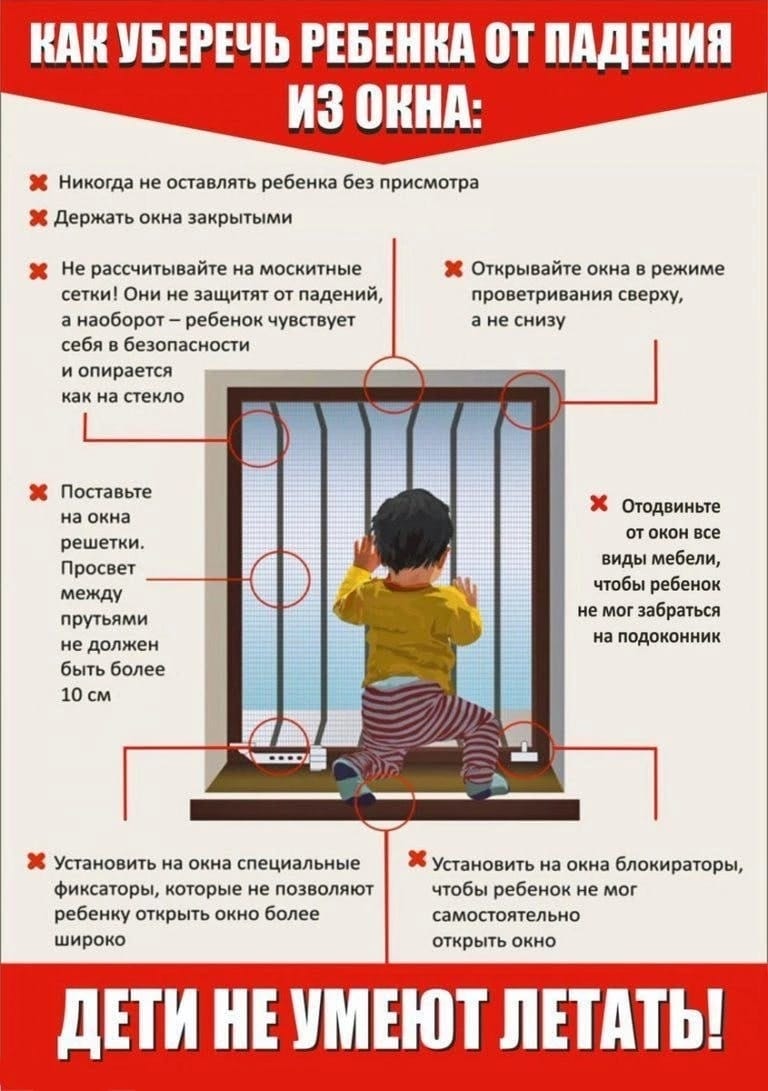 КАК УБЕРЕЧЬ РЕБЕНКА ОТ ПАДЕНИЯ
ИЗ ОКНА:
Никогда не оставлять ребенка без присмотра
Держать окна закрытыми
Не рассчитывайте на москитные
сетки! Они не защитят от падений,
а наоборот – ребенок чувствует
себя в безопасности
и опирается
как на стекло
Открывайте окна в режиме
проветривания сверху,
а не снизу
Поставьте
на окна
решетки.
Просвет
между
прутьями
не должен
быть более
10 см
Отодвиньте
от окон все
виды мебели,
чтобы ребенок
не мог забраться
на подоконник
Установить на окна специальные
фиксаторы, которые не позволяют
ребенку открыть окно более
широко
Установить на окна блокираторы,
чтобы ребенок не мог
самостоятельно
открыть окно
ДЕТИ НЕ УМЕЮТ ЛЕТАТЬ!